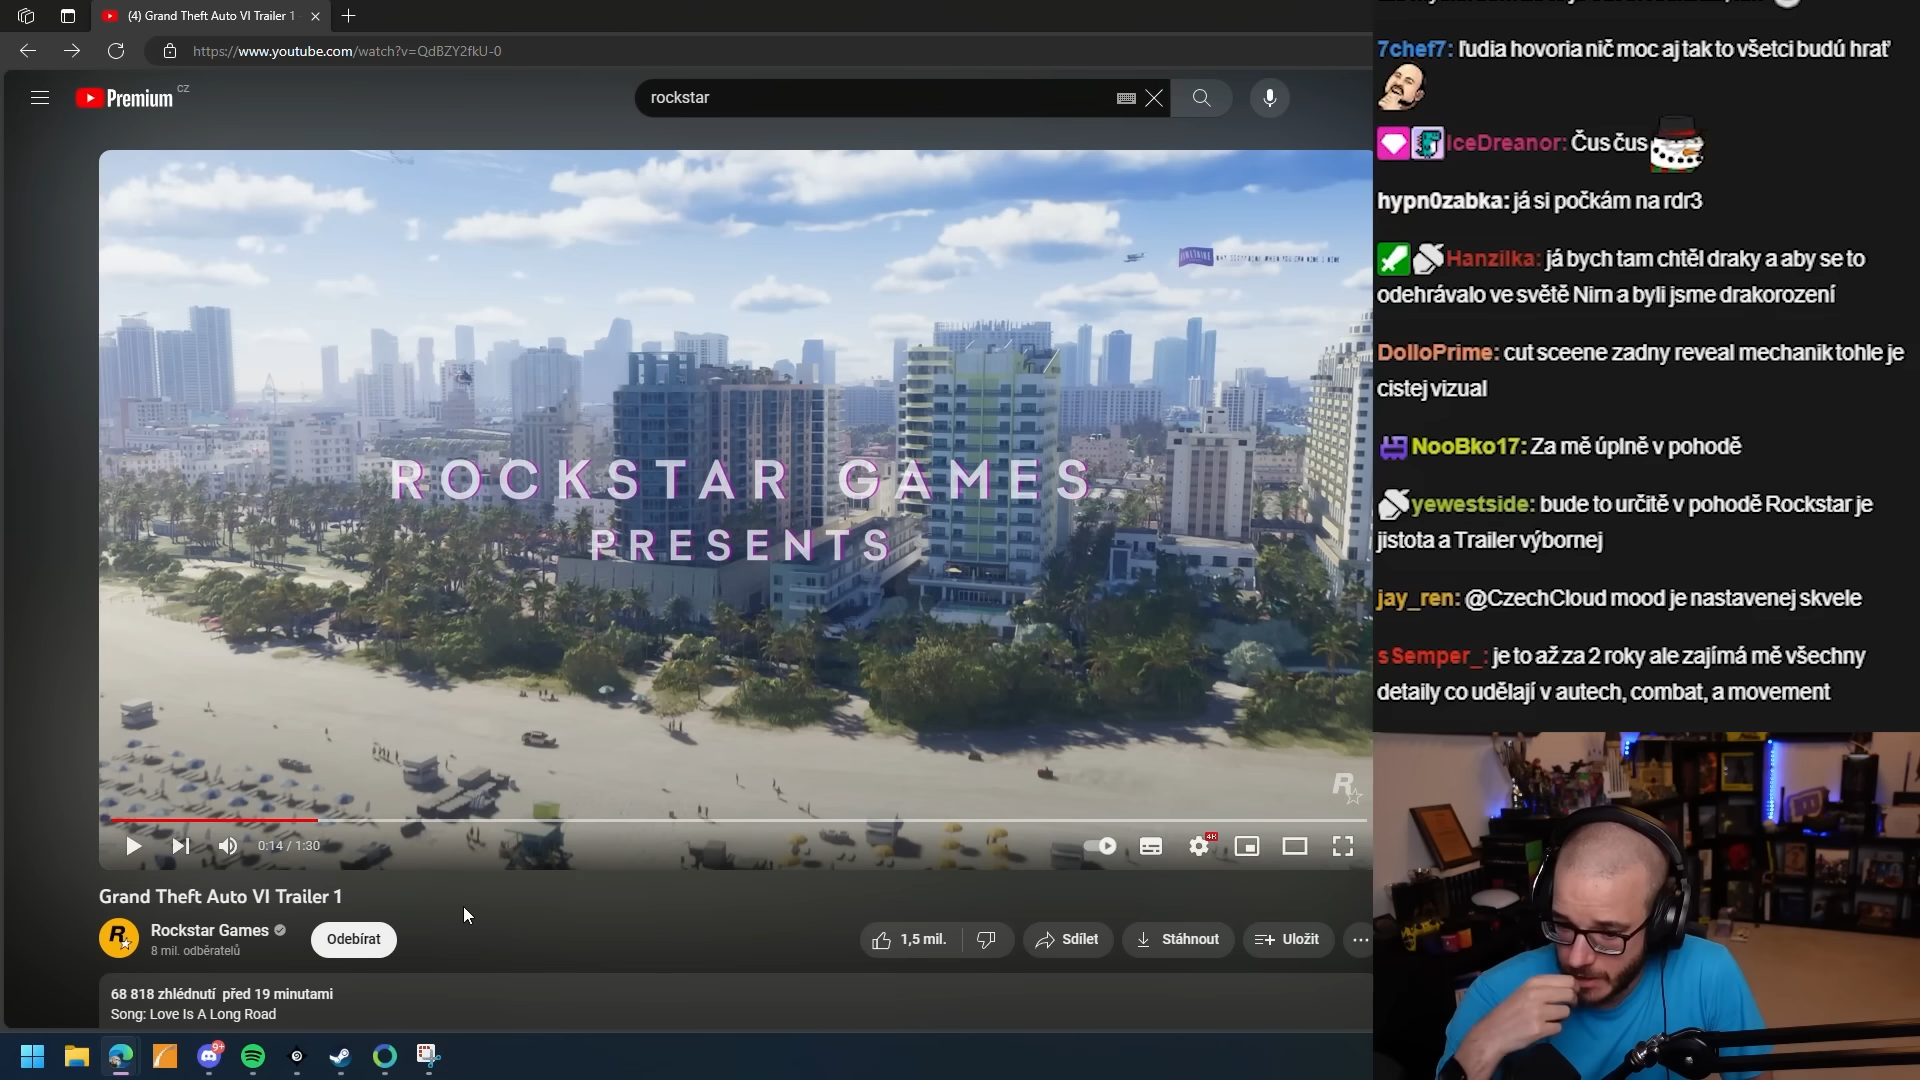 (4) Grand Theft Auto VI Trailer 1
https://www.youtube.com/watch?v=QdBZY2fkU-0
Premium CZ
rockstar
ROCKSTAR GAMES
PRESENTS
0:14 / 1:30
4K
Grand Theft Auto VI Trailer 1
Rockstar Games
8 mil. odběratelů
Odebírat
1,5 mil.
Sdílet
Stáhnout
Uložit
68 818 zhlédnutí před 19 minutami
Song: Love Is A Long Road
9+
7chef7: ľudia hovoria nič moc aj tak to všetci budú hrať
IceDreanor: Čus čus
hypn0zabka: já si počkám na rdr3
Hanzilka: já bych tam chtěl draky a aby se to
odehrávalo ve světě Nirn a byli jsme drakorození
DolloPrime: cut sceene zadny reveal mechanik tohle je
cistej vizual
NooBko17: Za mě úplně v pohodě
yewestside: bude to určitě v pohodě Rockstar je
jistota a Trailer výbornej
jay_ren: @CzechCloud mood je nastavenej skvele
sSemper_: je to až za 2 roky ale zajímá mě všechny
detaily co udělají v autech, combat, a movement